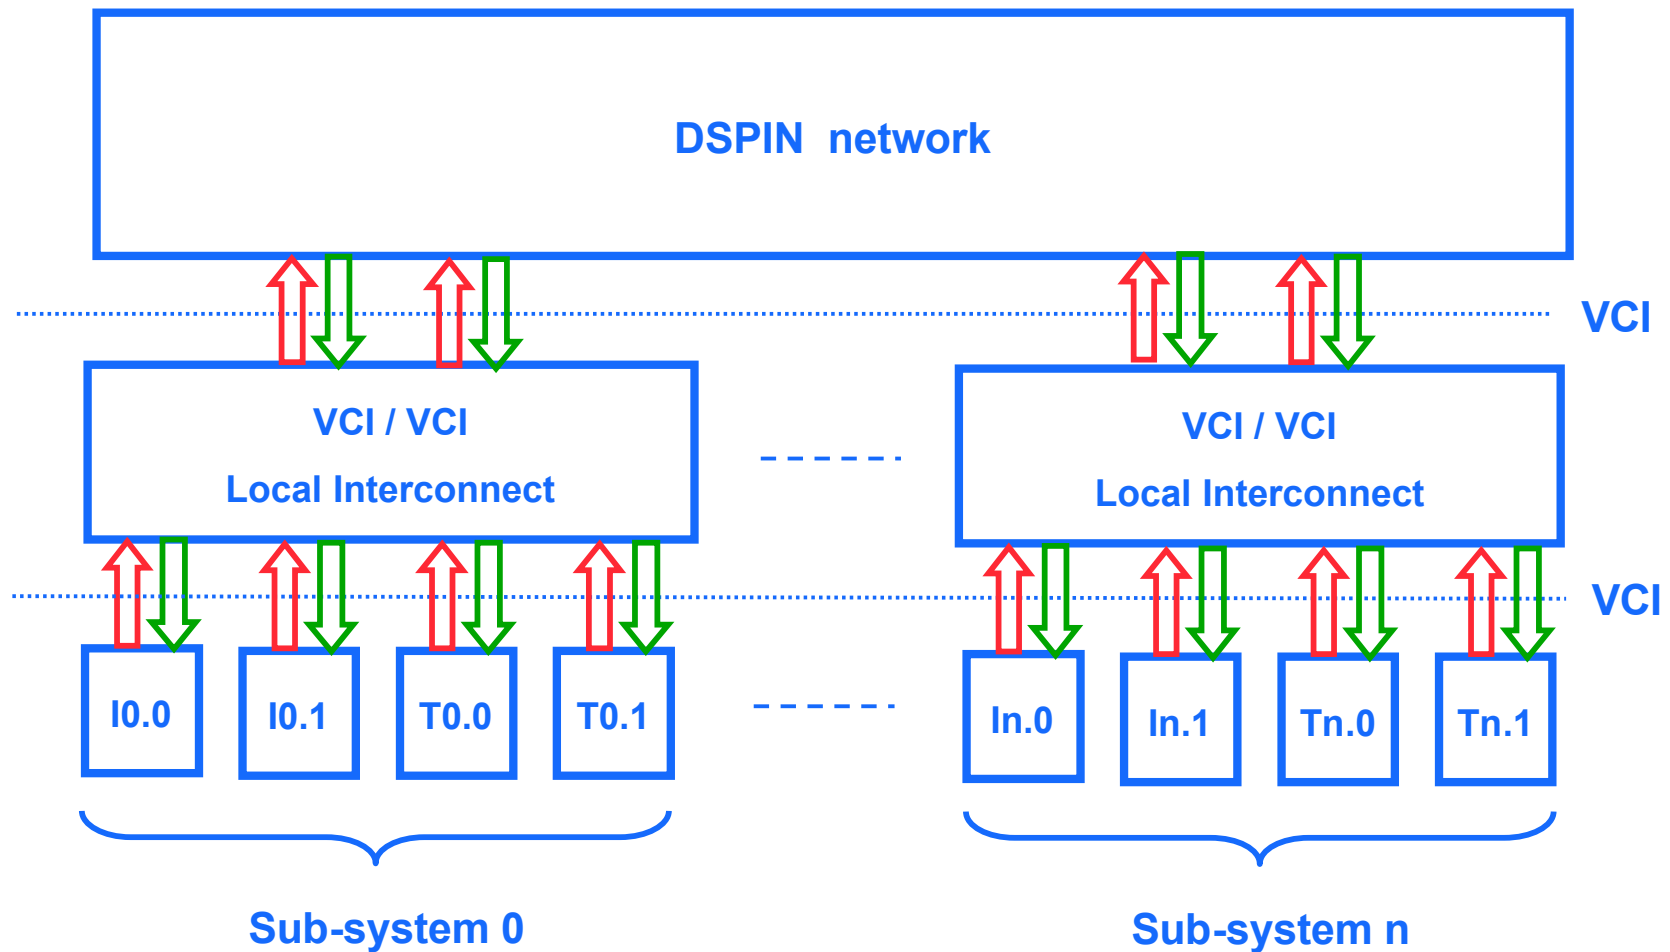 DSPIN network
VCI
VCI / VCI
Local Interconnect
VCI / VCI
Local Interconnect
VCI
I0.0
I0.1
T0.0
T0.1
In.0
In.1
Tn.0
Tn.1
Sub-system 0
Sub-system n